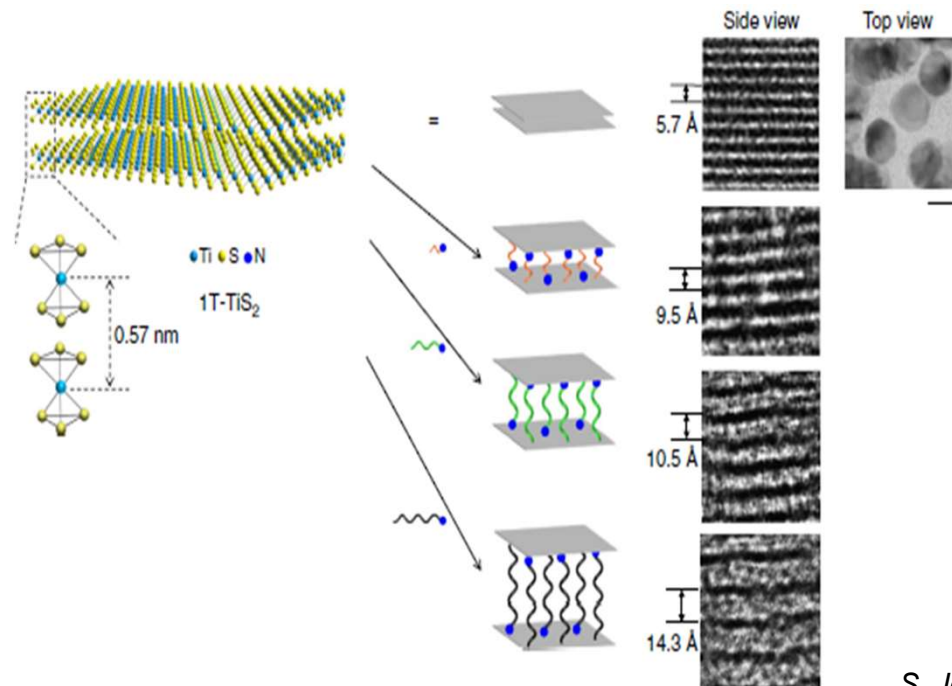 Side view Top view
=
5.7 Å
Ti S N
1T-TiS₂
9.5 Å
0.57 nm
10.5 Å
14.3 Å
S.